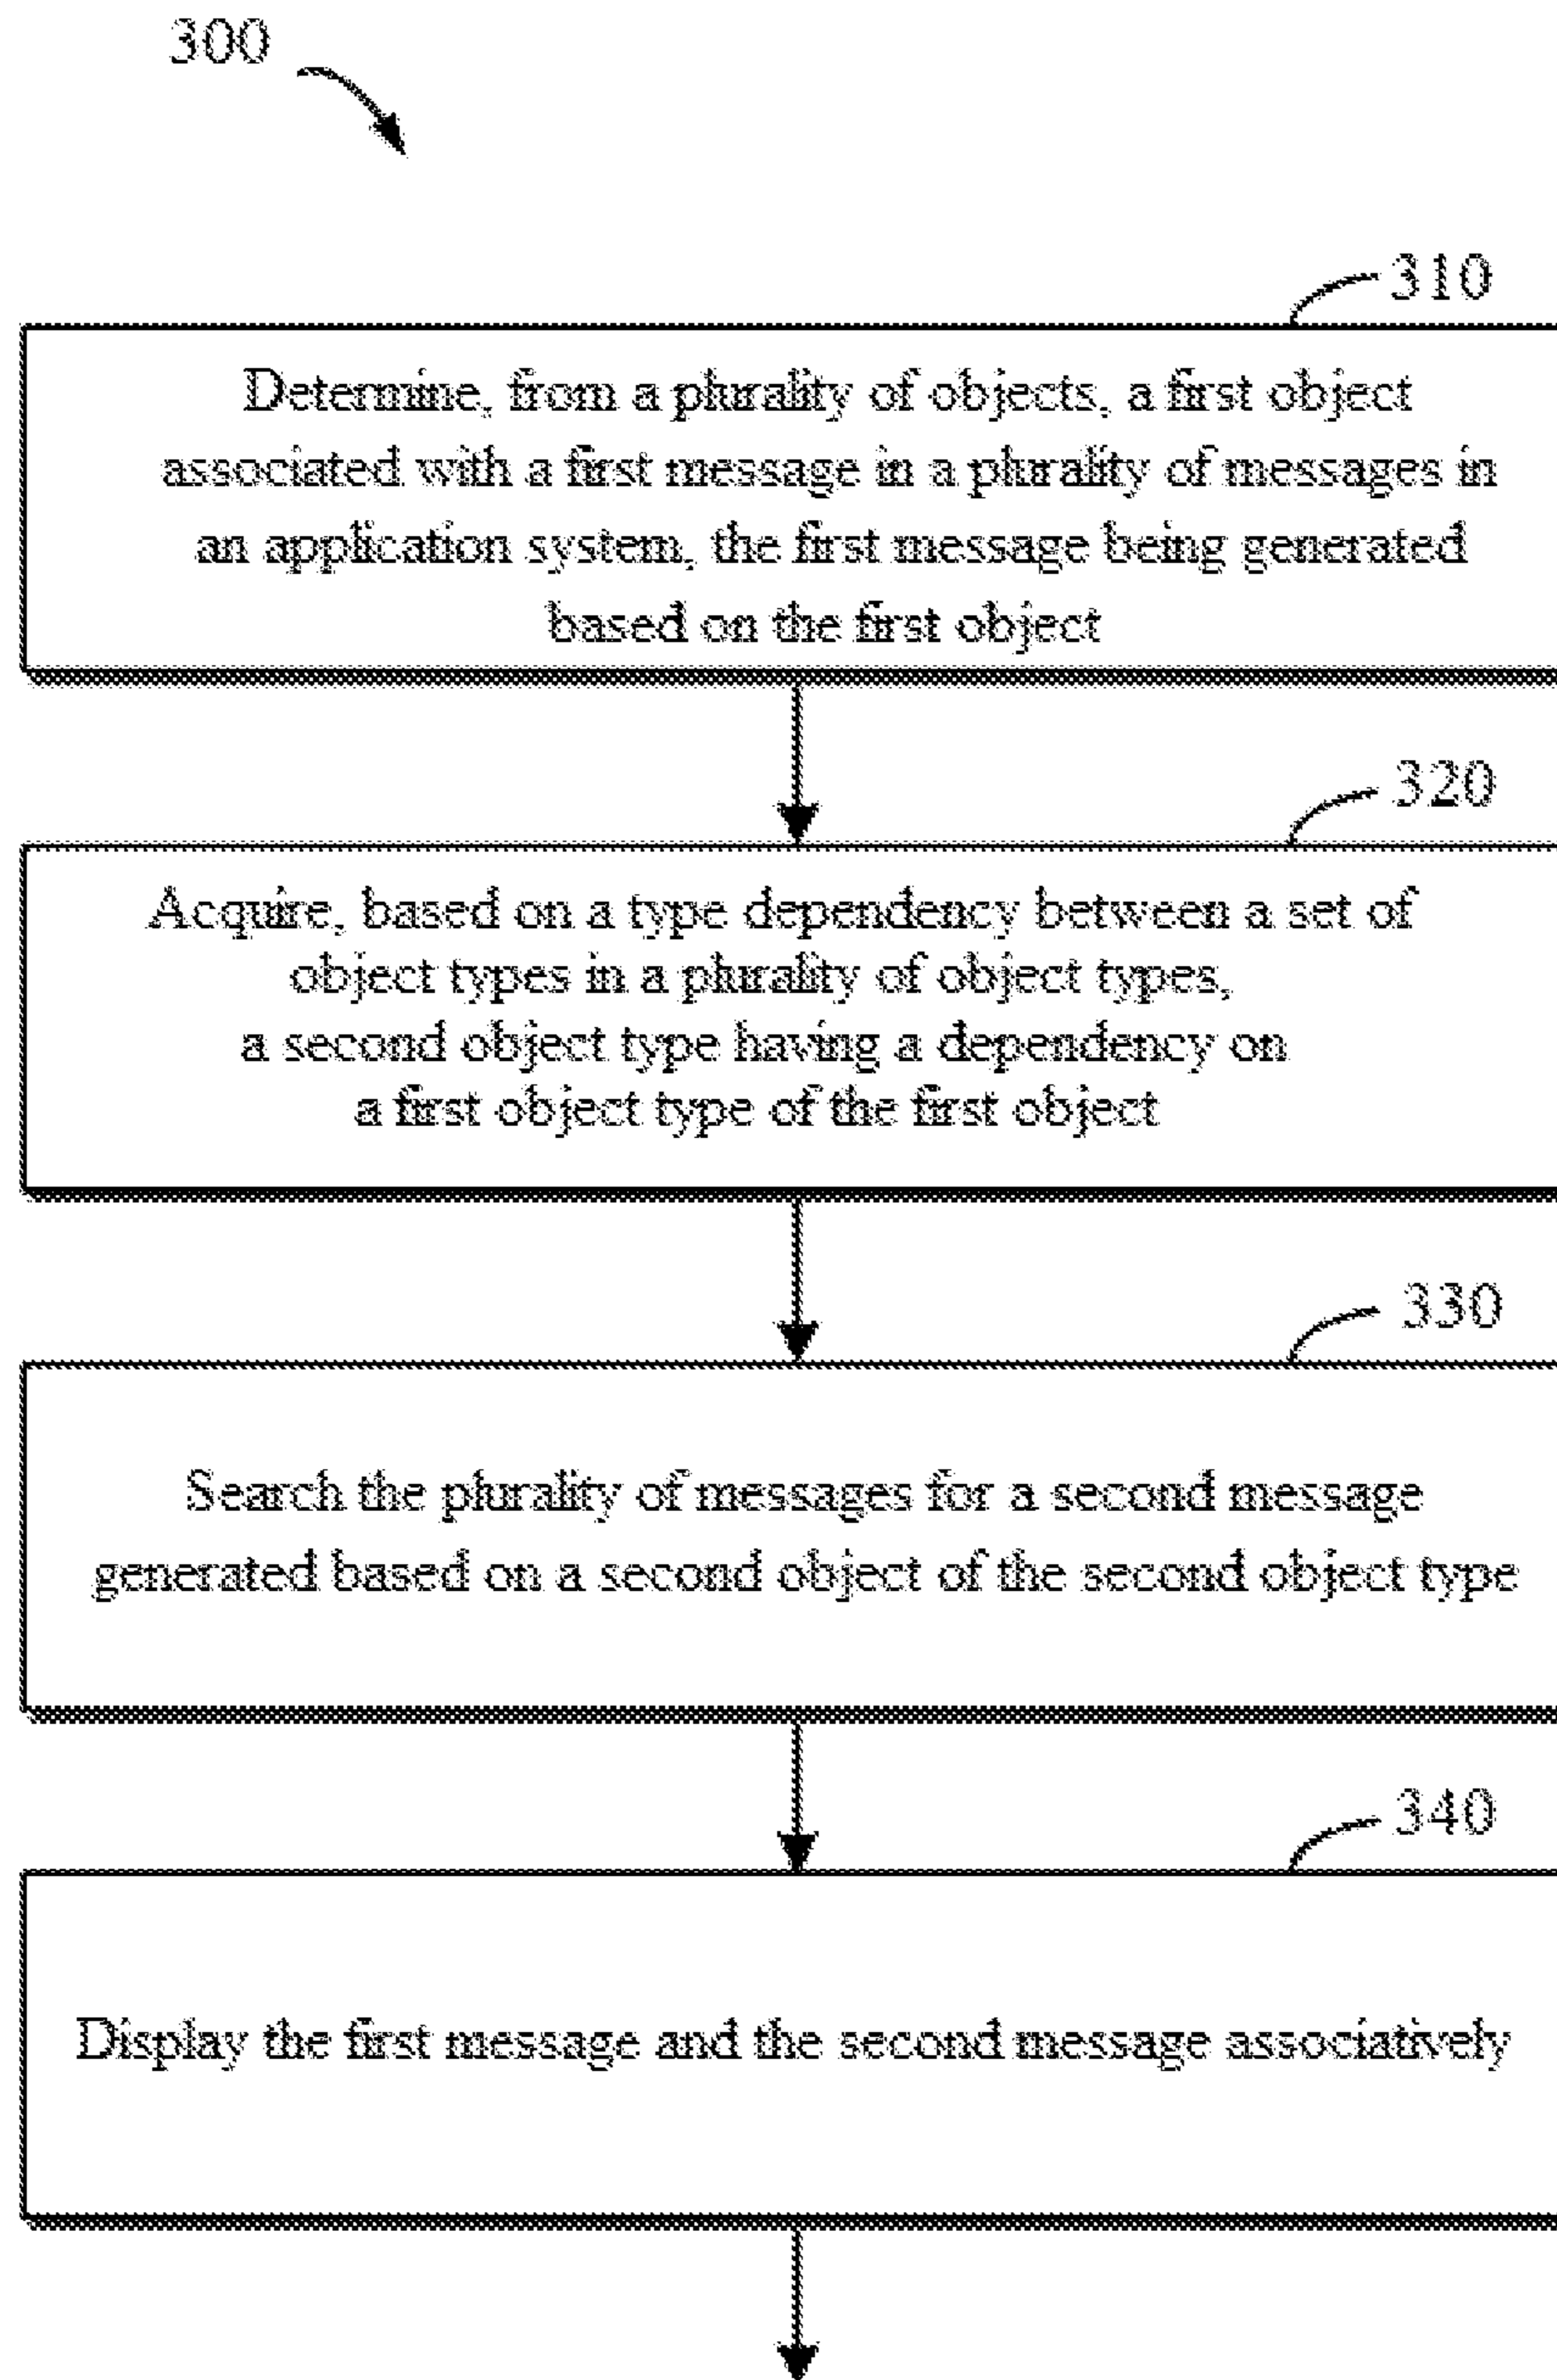 300
310
Determine, from a plurality of objects, a first object
associated with a first message in a plurality of messages in
an application system, the first message being generated
based on the first object
320
Acquire, based on a type dependency between a set of
object types in a plurality of object types,
a second object type having a dependency on
a first object type of the first object
330
Search the plurality of messages for a second message
generated based on a second object of the second object type
340
Display the first message and the second message associatively